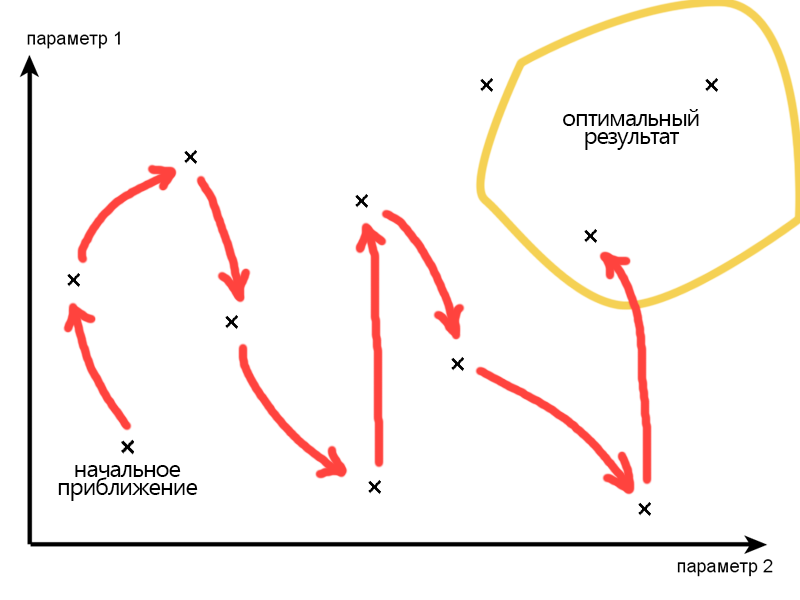 параметр 1
оптимальный
результат
начальное
приближение
параметр 2